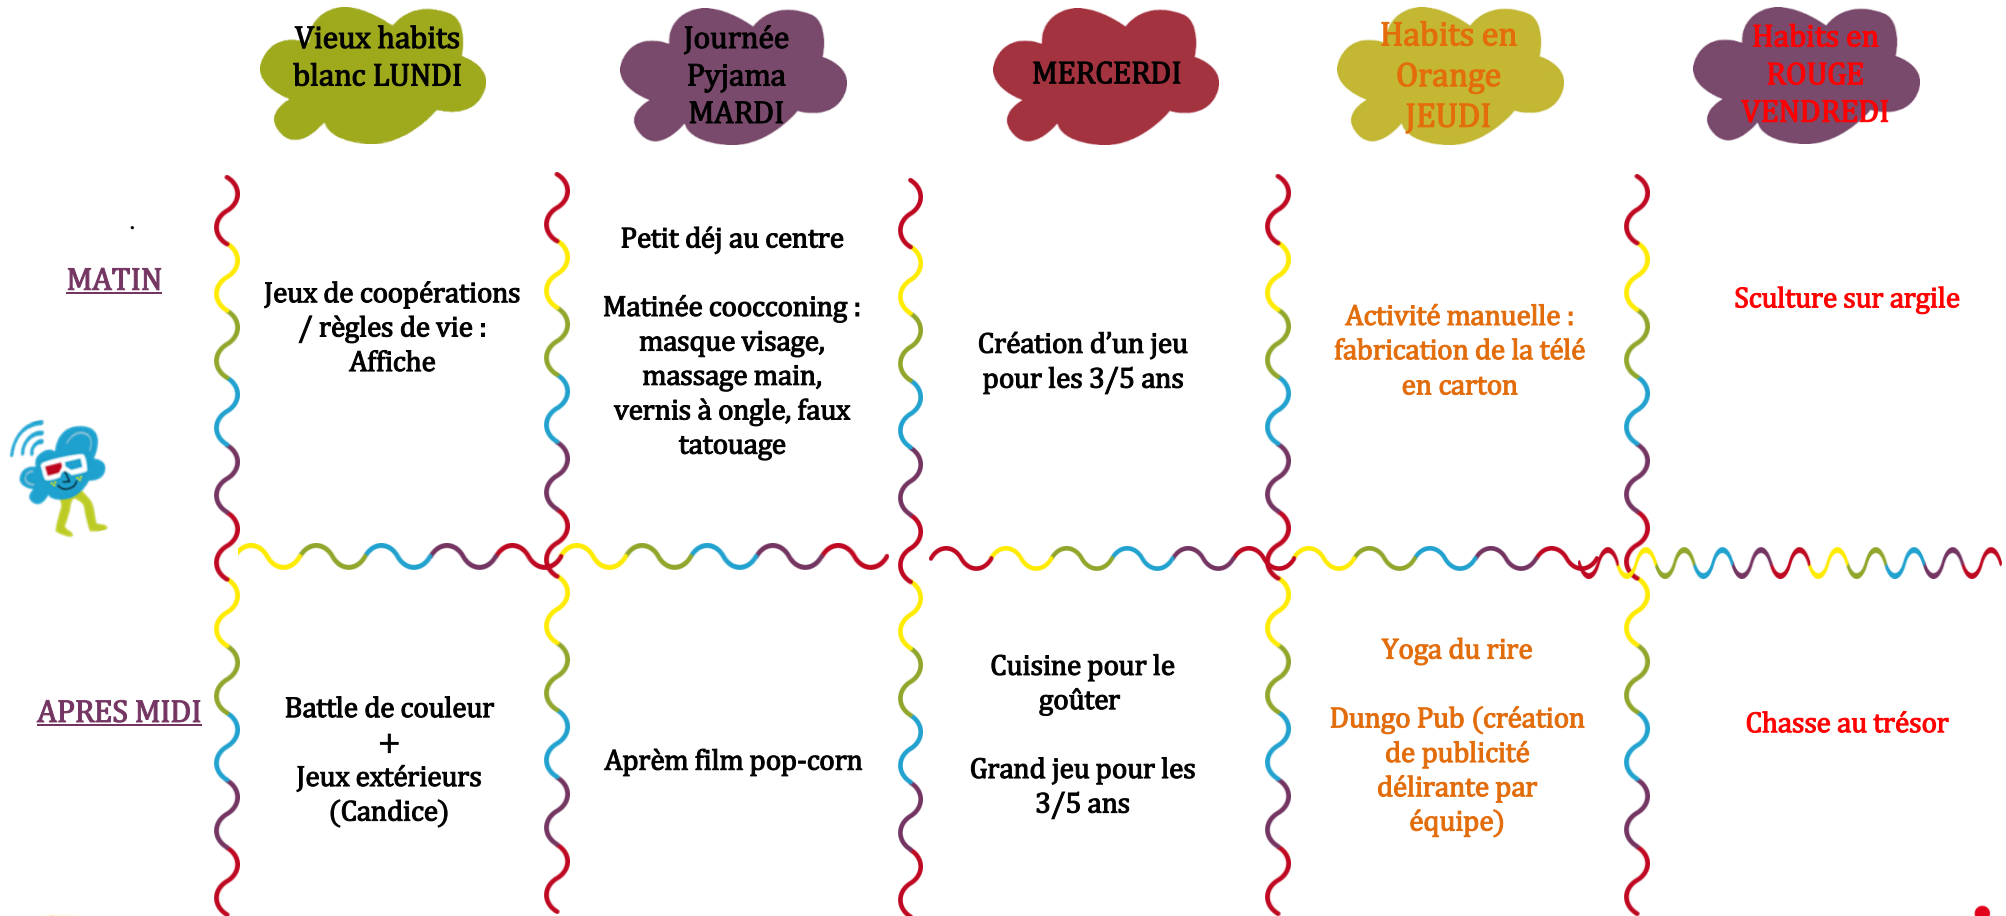 Vieux habits
blanc LUNDI
Journée
Pyjama
MARDI
MERCERDI
Habits en
Orange
JEUDI
Habits en
ROUGE
VENDREDI
MATIN
Jeux de coopérations
/ règles de vie :
Affiche
Petit déj au centre
Matinée coocconing :
masque visage,
massage main,
vernis à ongle, faux
tatouage
Création d’un jeu
pour les 3/5 ans
Activité manuelle :
fabrication de la télé
en carton
Sculture sur argile
APRES MIDI
Battle de couleur
+
Jeux extérieurs
(Candice)
Aprèm film pop-corn
Cuisine pour le
goûter
Grand jeu pour les
3/5 ans
Yoga du rire
Dungo Pub (création
de publicité
délirante par
équipe)
Chasse au trésor